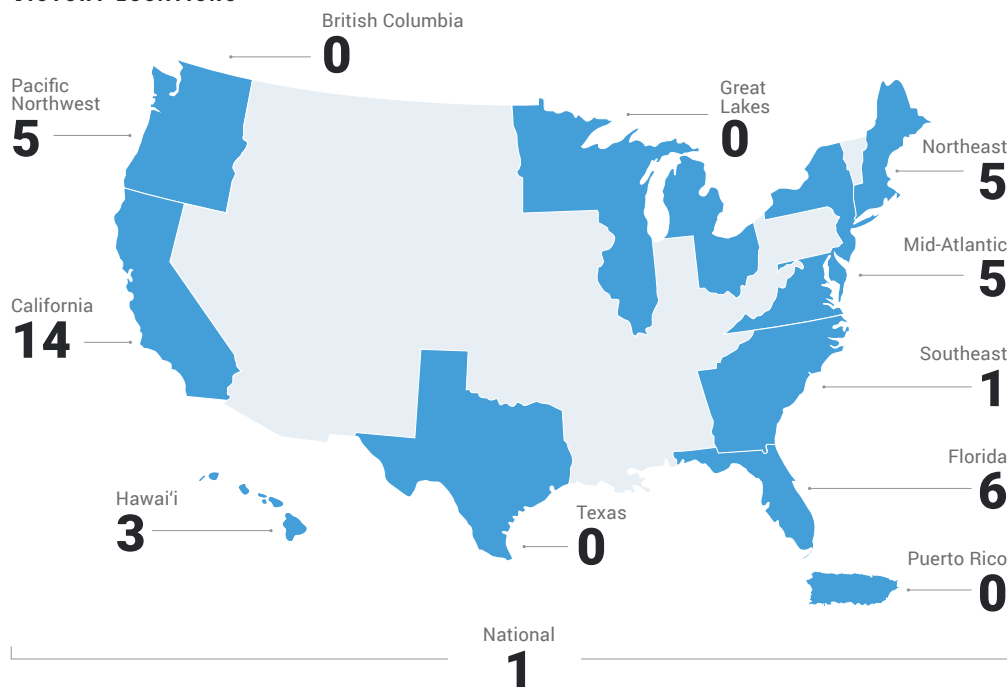 British Columbia
0
Pacific
Northwest
5
Great
Lakes
0
Northeast
5
Mid-Atlantic
5
California
14
Southeast
1
Florida
6
Hawai‘i
3
Texas
0
Puerto Rico
0
National
1